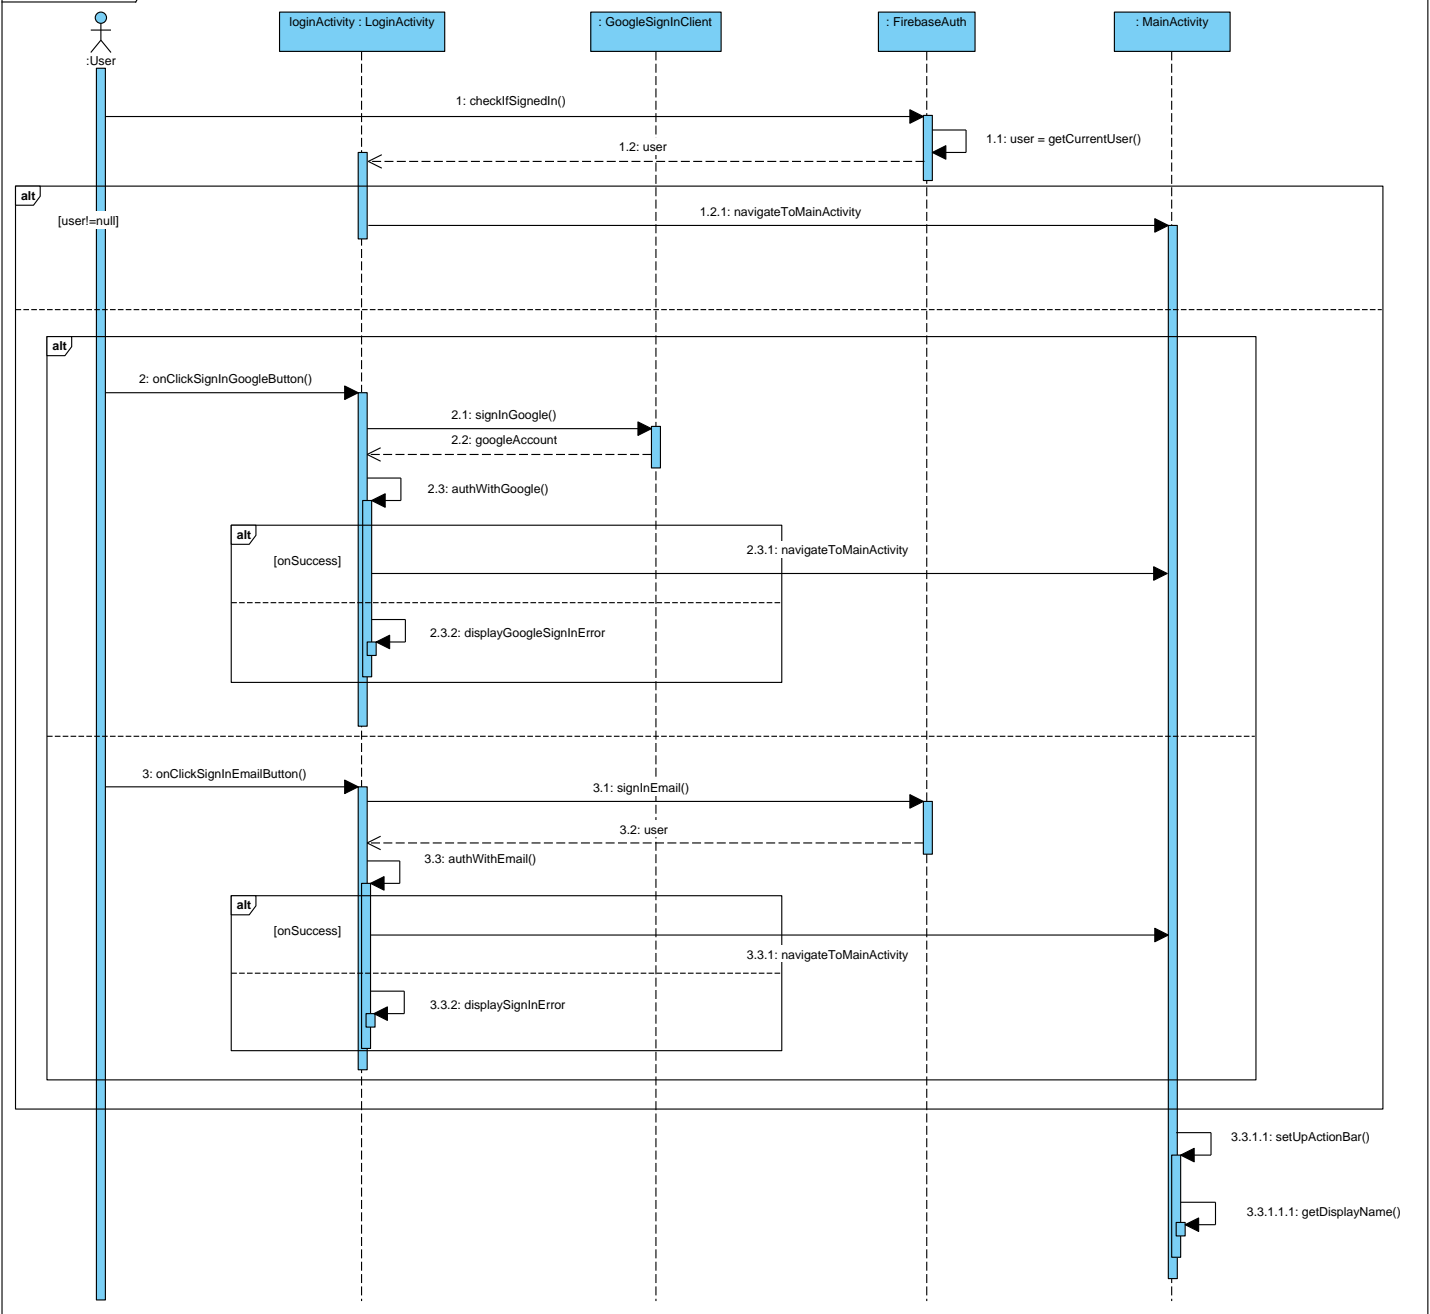 loginActivity : LoginActivity
: GoogleSignInClient
: FirebaseAuth
: MainActivity
:User
1: checkIfSignedIn()
1.1: user = getCurrentUser()
1.2: user
alt
[user!=null]
1.2.1: navigateToMainActivity
alt
2: onClickSignInGoogleButton()
2.1: signInGoogle()
2.2: googleAccount
2.3: authWithGoogle()
alt
[onSuccess]
2.3.1: navigateToMainActivity
2.3.2: displayGoogleSignInError
3: onClickSignInEmailButton()
3.1: signInEmail()
3.2: user
3.3: authWithEmail()
alt
[onSuccess]
3.3.1: navigateToMainActivity
3.3.2: displaySignInError
3.3.1.1: setUpActionBar()
3.3.1.1.1: getDisplayName()